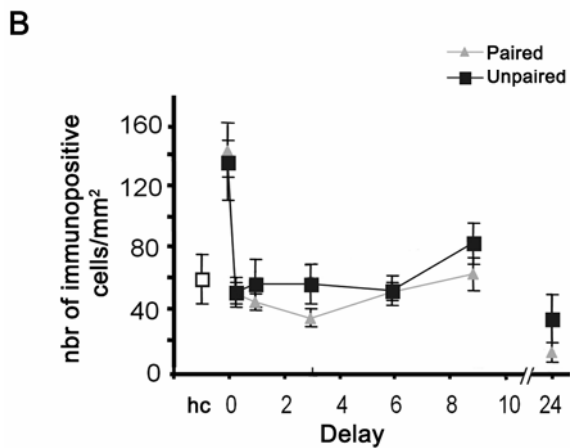 B
Paired
Unpaired
nbr of immunopositive
cells/mm²
160
120
80
40
0
hc 0 2 4 6 8 10 24
Delay